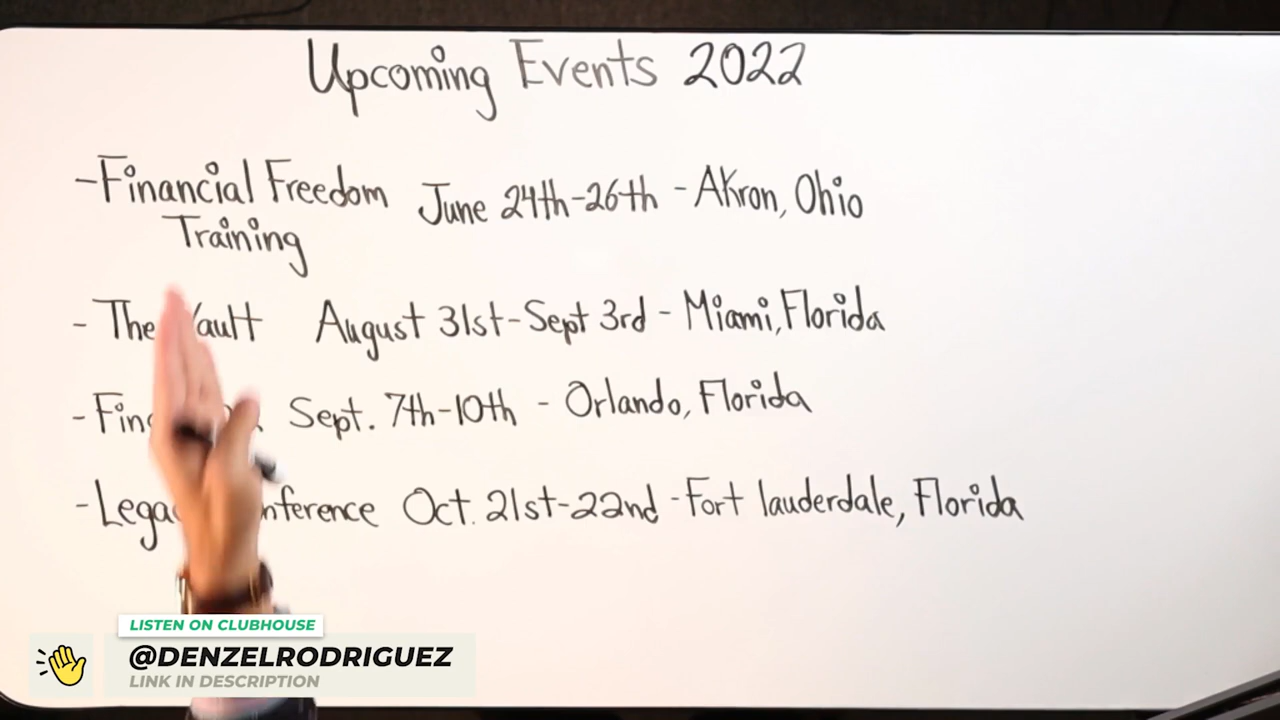 Upcoming Events 2022
-Financial Freedom June 24th-26th - Akron, Ohio
Training
- The Vault August 31st-Sept 3rd - Miami, Florida
- Sept. 7th-10th - Orlando, Florida
- Oct. 21st-22nd - Fort lauderdale, Florida
LISTEN ON CLUBHOUSE
@DENZELRODRIGUEZ
LINK IN DESCRIPTION